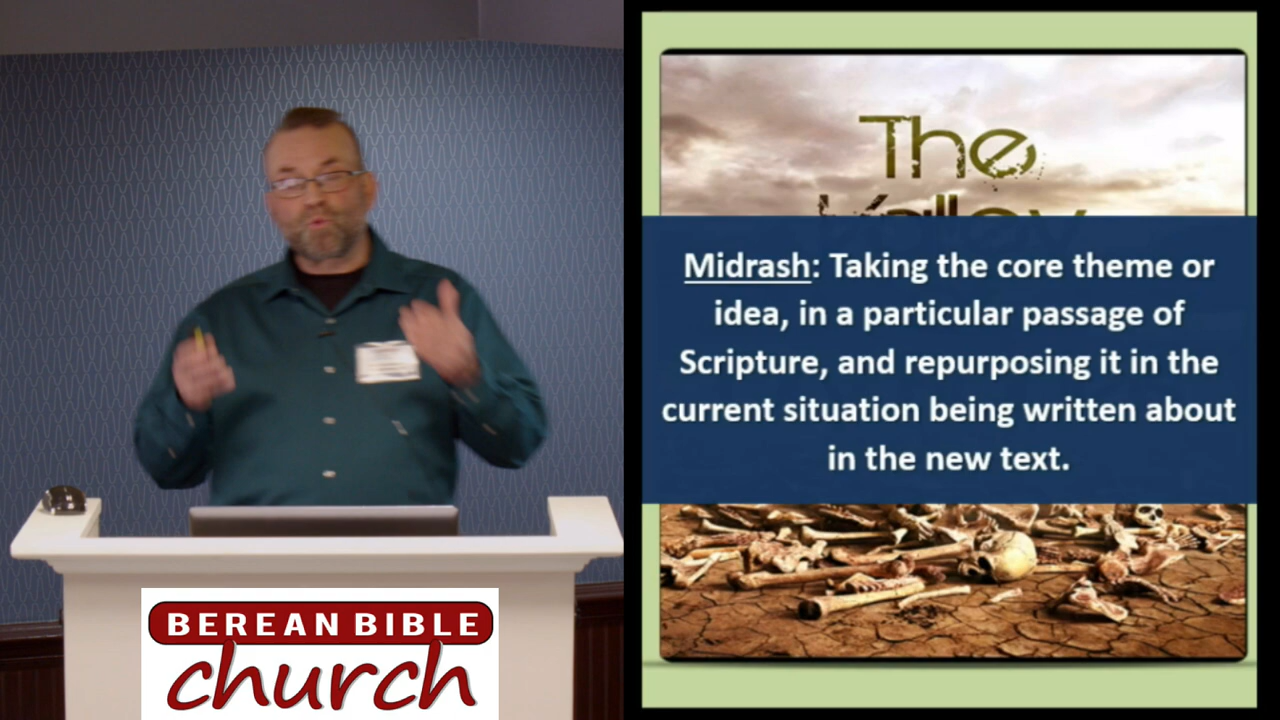 The
Valley
Midrash: Taking the core theme or
idea, in a particular passage of
Scripture, and repurposing it in the
current situation being written about
in the new text.
BEREAN BIBLE
church